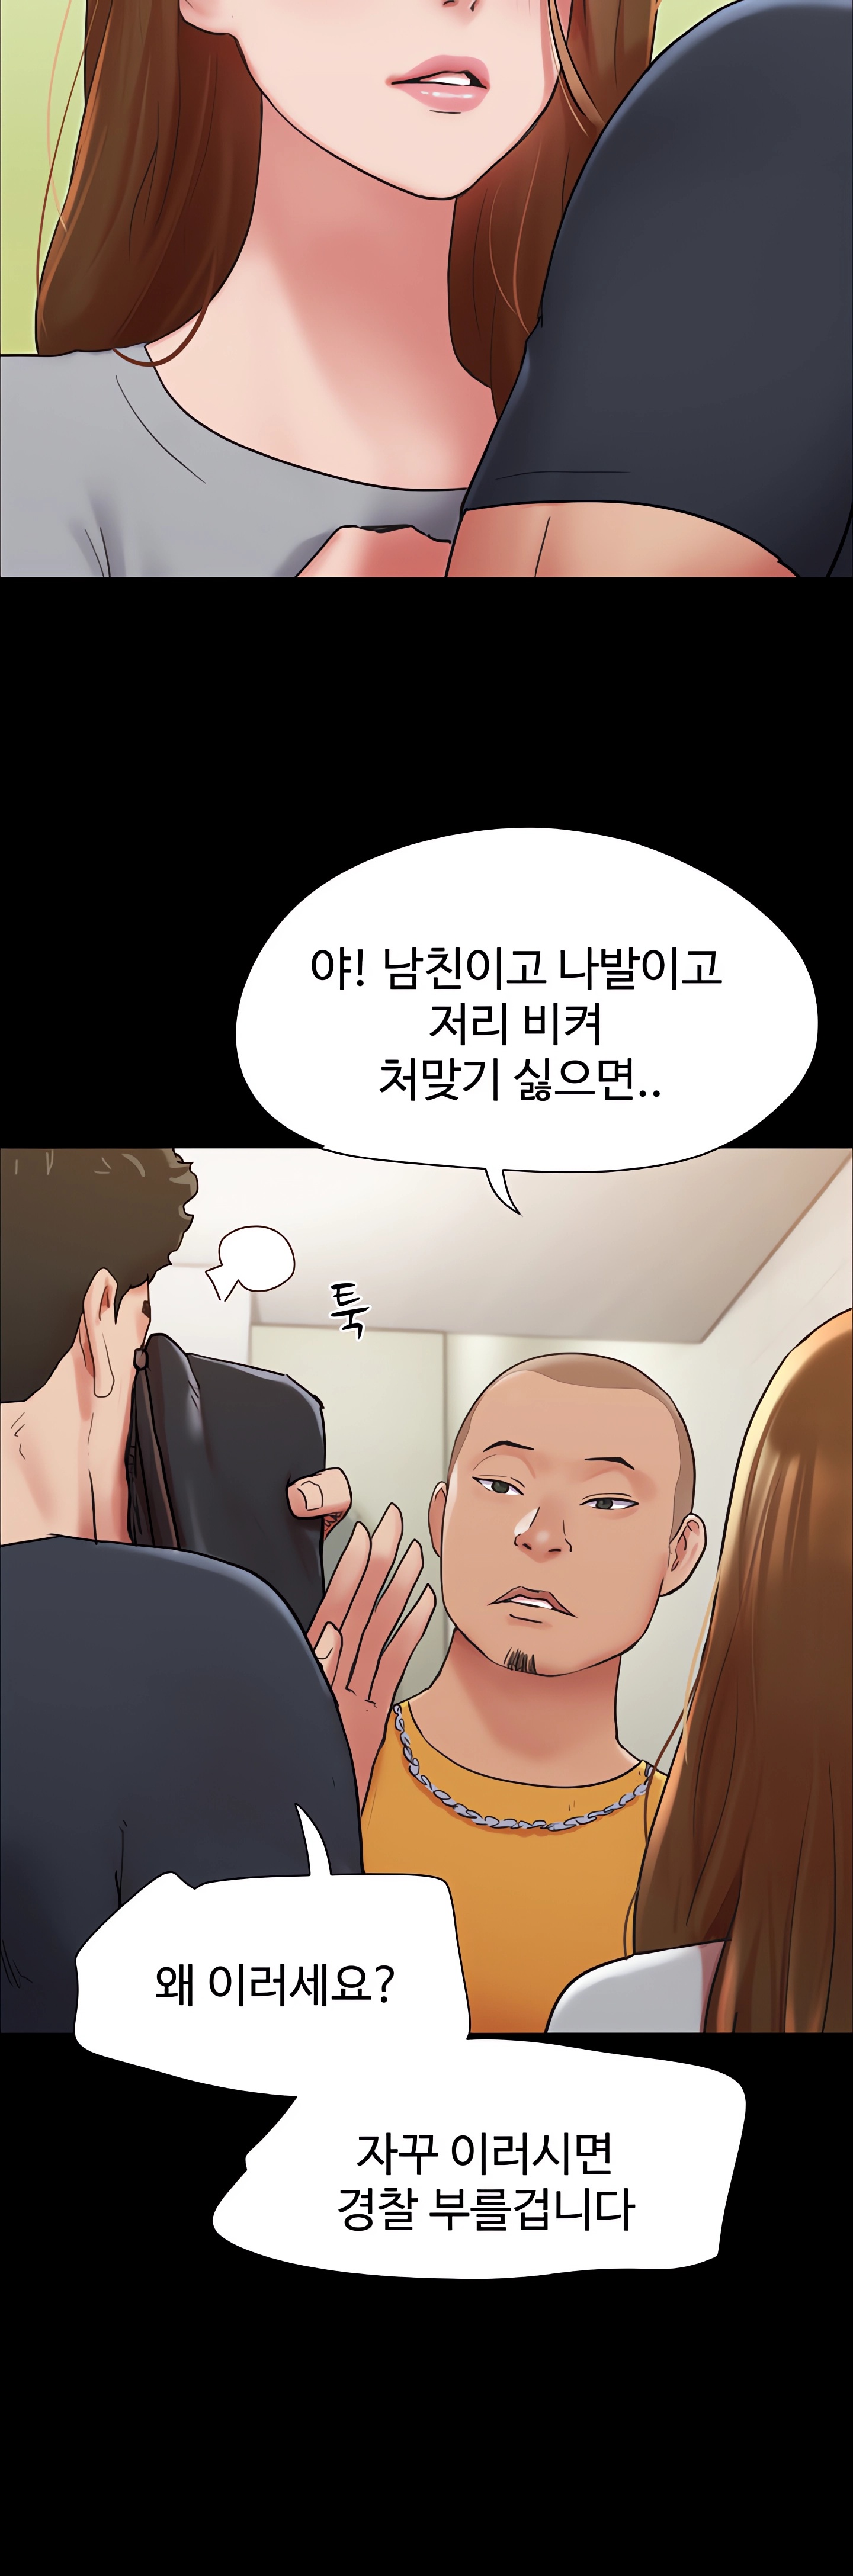 야! 남친이고 나발이고
저리 비켜
처맞기 싫으면..
툭
왜 이러세요?
자꾸 이러시면
경찰 부를겁니다